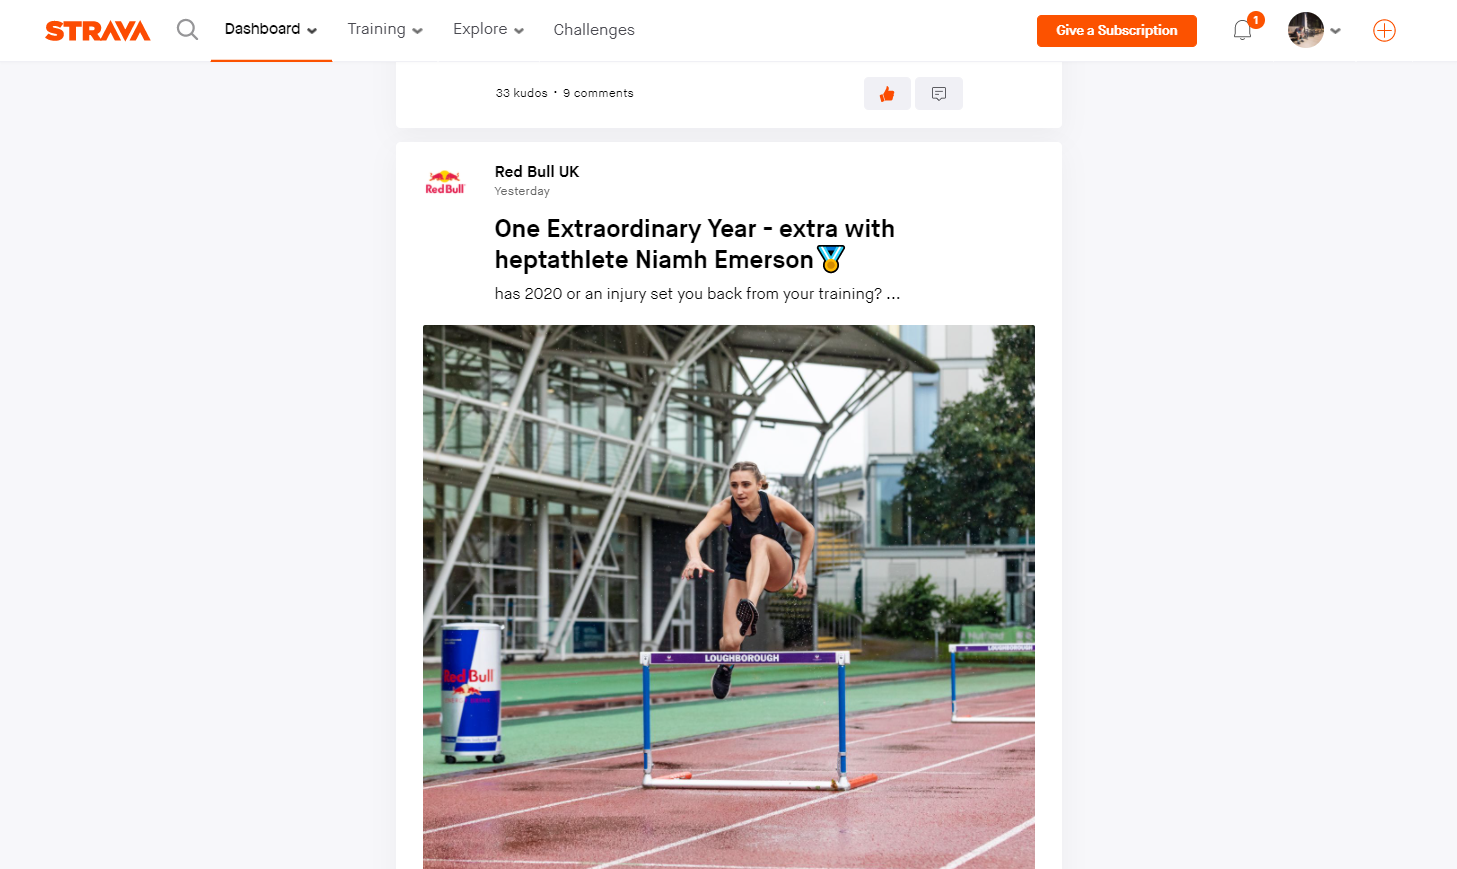 STRAVA
Dashboard
Training
Explore
Challenges
Give a Subscription
1
33 kudos · 9 comments
Red Bull
Red Bull UK
Yesterday
One Extraordinary Year - extra with
heptathlete Niamh Emerson🏅
has 2020 or an injury set you back from your training? ...
LOUGHBOROUGH
LOUGHBOROUGH
Red Bull